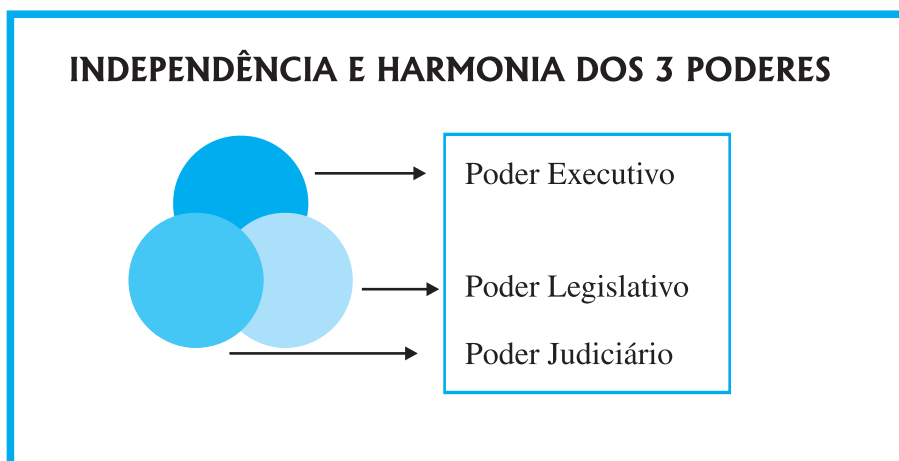 INDEPENDÊNCIA E HARMONIA DOS 3 PODERES
Poder Executivo
Poder Legislativo
Poder Judiciário